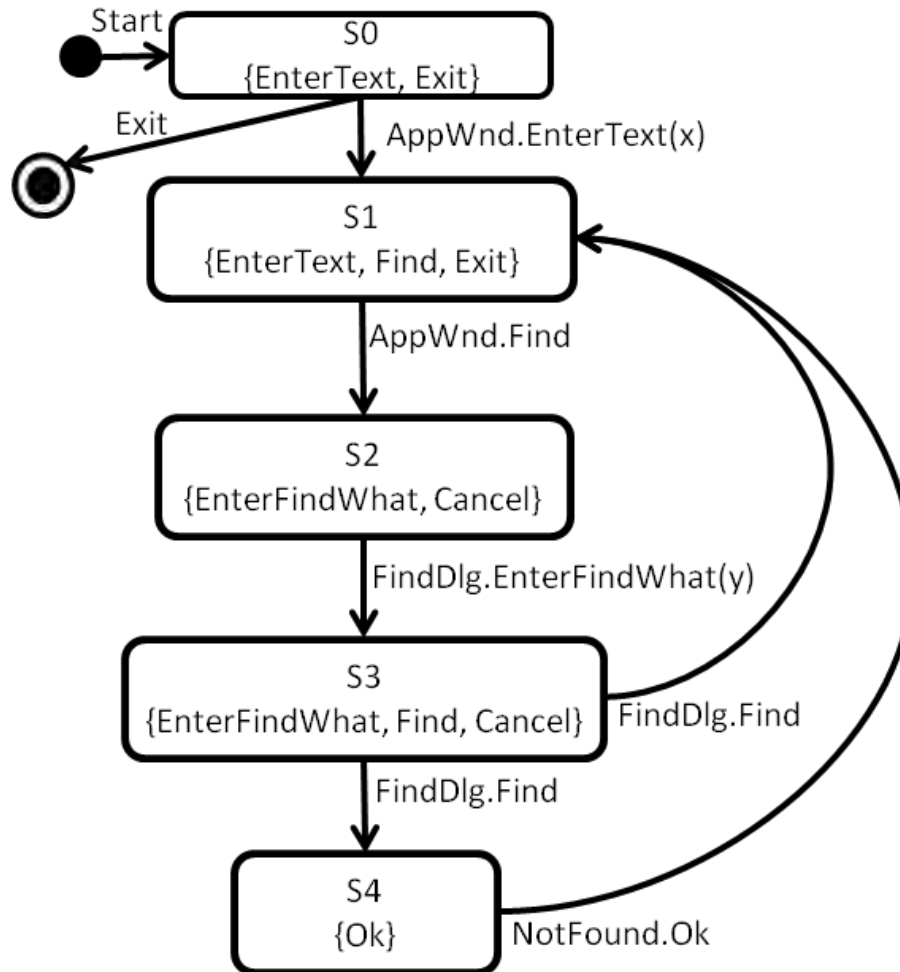 Start
S0
{EnterText, Exit}
Exit
AppWnd.EnterText(x)
S1
{EnterText, Find, Exit}
AppWnd.Find
S2
{EnterFindWhat, Cancel}
FindDlg.EnterFindWhat(y)
S3
{EnterFindWhat, Find, Cancel}
FindDlg.Find
FindDlg.Find
S4
{Ok}
NotFound.Ok